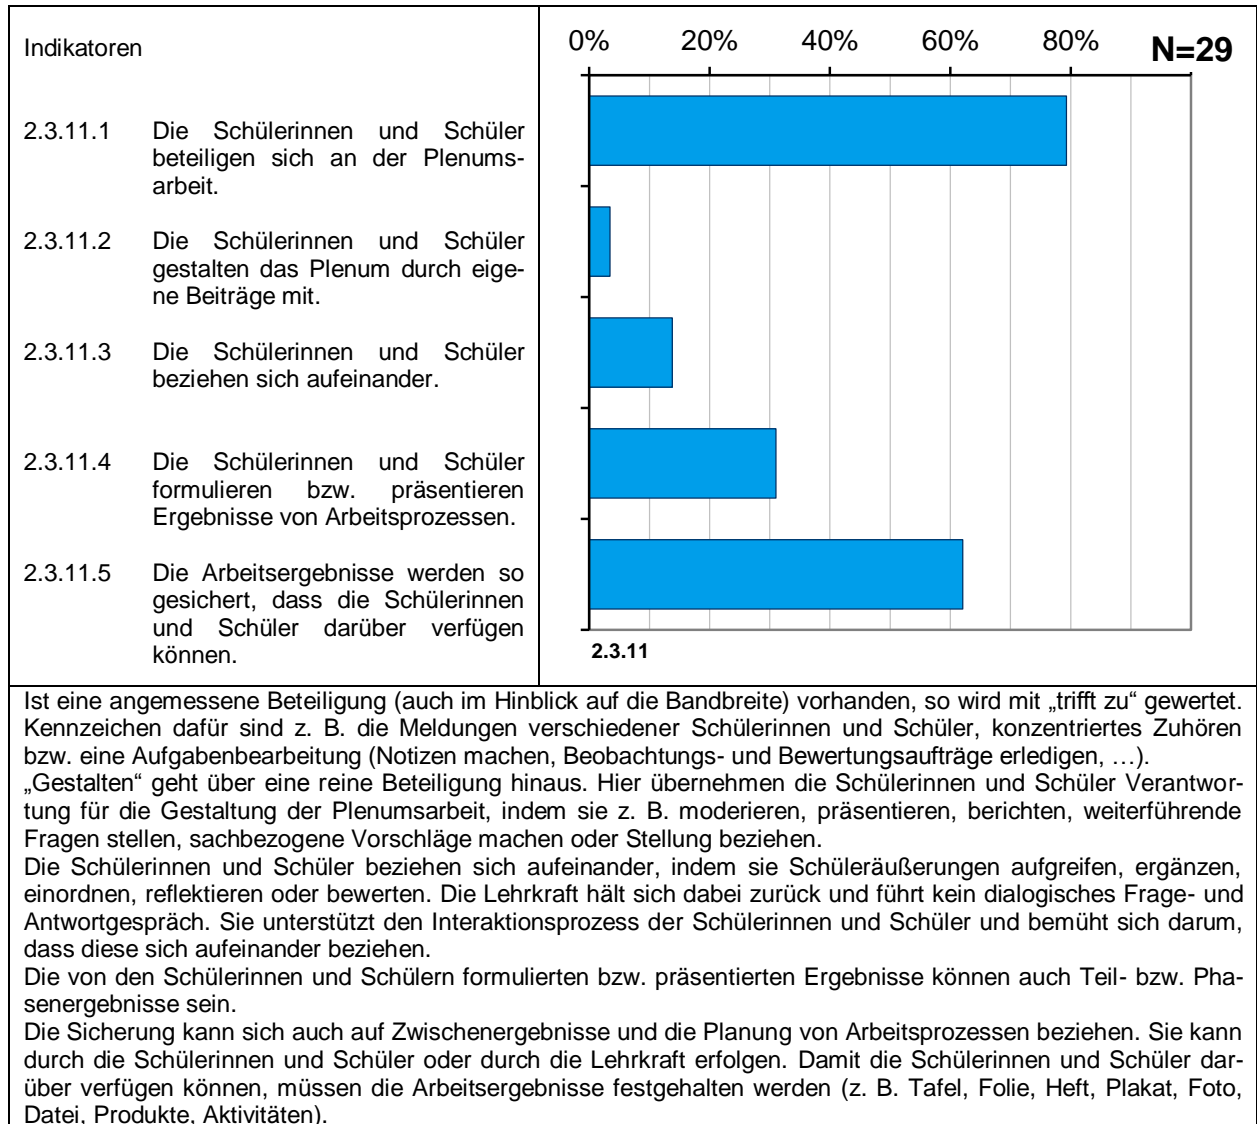 Indikatoren
0% 20% 40% 60% 80% N=29
2.3.11.1 Die Schülerinnen und Schüler
beteiligen sich an der Plenums-
arbeit.
2.3.11.2 Die Schülerinnen und Schüler
gestalten das Plenum durch eige-
ne Beiträge mit.
2.3.11.3 Die Schülerinnen und Schüler
beziehen sich aufeinander.
2.3.11.4 Die Schülerinnen und Schüler
formulieren bzw. präsentieren
Ergebnisse von Arbeitsprozessen.
2.3.11.5 Die Arbeitsergebnisse werden so
gesichert, dass die Schülerinnen
und Schüler darüber verfügen
können.
2.3.11
Ist eine angemessene Beteiligung (auch im Hinblick auf die Bandbreite) vorhanden, so wird mit „trifft zu“ gewertet.
Kennzeichen dafür sind z. B. die Meldungen verschiedener Schülerinnen und Schüler, konzentriertes Zuhören
bzw. eine Aufgabenbearbeitung (Notizen machen, Beobachtungs- und Bewertungsaufträge erledigen, …).
„Gestalten“ geht über eine reine Beteiligung hinaus. Hier übernehmen die Schülerinnen und Schüler Verantwor-
tung für die Gestaltung der Plenumsarbeit, indem sie z. B. moderieren, präsentieren, berichten, weiterführende
Fragen stellen, sachbezogene Vorschläge machen oder Stellung beziehen.
Die Schülerinnen und Schüler beziehen sich aufeinander, indem sie Schüleräußerungen aufgreifen, ergänzen,
einordnen, reflektieren oder bewerten. Die Lehrkraft hält sich dabei zurück und führt kein dialogisches Frage- und
Antwortgespräch. Sie unterstützt den Interaktionsprozess der Schülerinnen und Schüler und bemüht sich darum,
dass diese sich aufeinander beziehen.
Die von den Schülerinnen und Schülern formulierten bzw. präsentierten Ergebnisse können auch Teil- bzw. Pha-
senergebnisse sein.
Die Sicherung kann sich auch auf Zwischenergebnisse und die Planung von Arbeitsprozessen beziehen. Sie kann
durch die Schülerinnen und Schüler oder durch die Lehrkraft erfolgen. Damit die Schülerinnen und Schüler dar-
über verfügen können, müssen die Arbeitsergebnisse festgehalten werden (z. B. Tafel, Folie, Heft, Plakat, Foto,
Datei, Produkte, Aktivitäten).